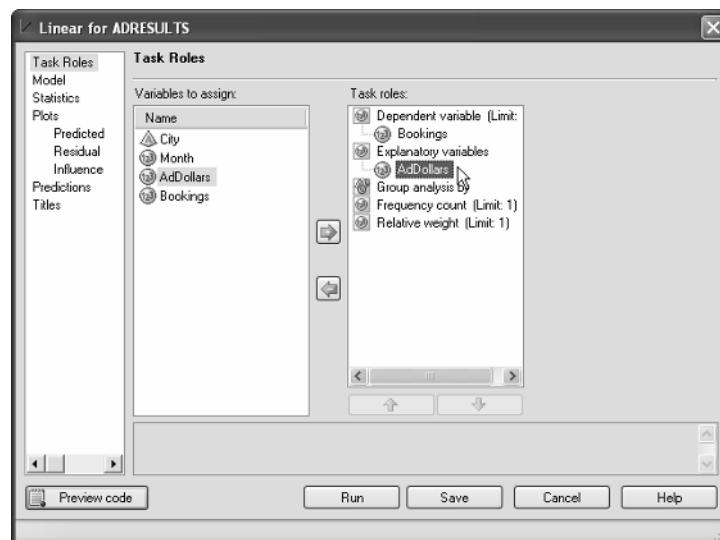 Linear for ADRESULTS
Task Roles
Model
Statistics
Plots
Predicted
Residual
Influence
Predictions
Titles
Task Roles
Variables to assign:
Name
City
Month
AdDollars
Bookings
Task roles:
Dependent variable (Limit:
Bookings
Explanatory variables
AdDollars
Group analysis by
Frequency count (Limit: 1)
Relative weight (Limit: 1)
Preview code
Run
Save
Cancel
Help